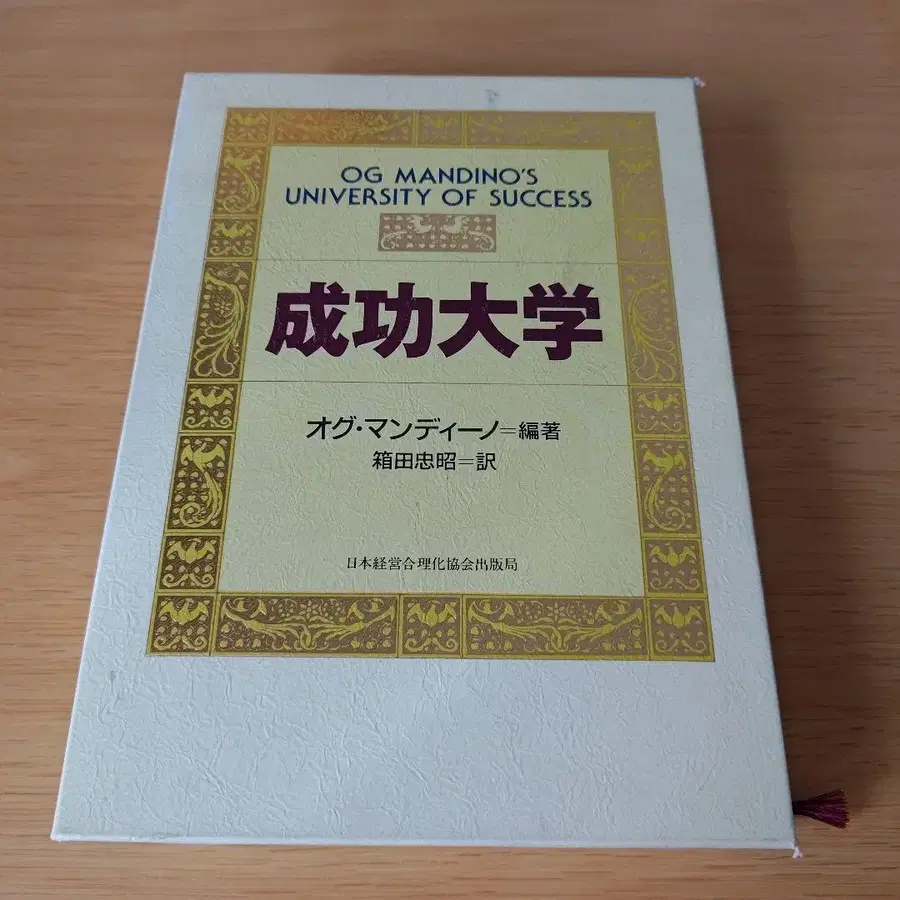 OG MANDINO'S
UNIVERSITY OF SUCCESS
成功大学
オグ・マンディーノ=編著
箱田忠昭=訳
日本経営合理化協会出版局